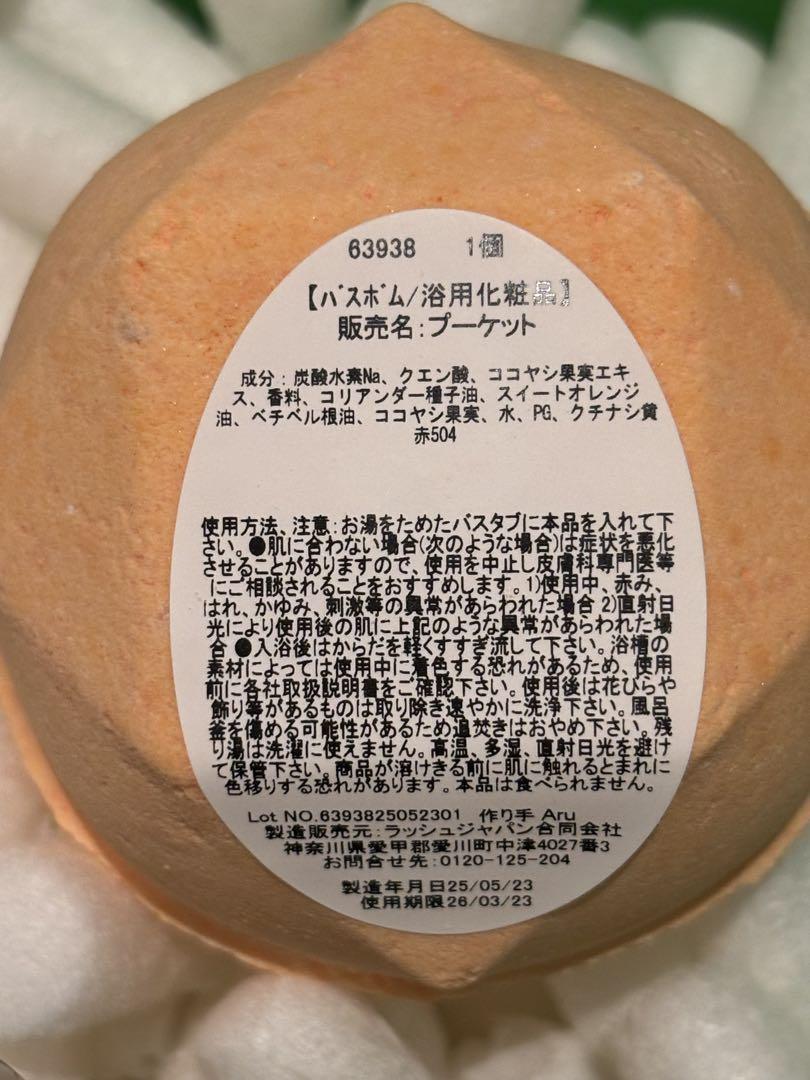 63938 1個
【バスボム/浴用化粧品】
販売名:プーケット
成分:炭酸水素Na、クエン酸、ココヤシ果実エキ
ス、香料、コリアンダー種子油、スイートオレンジ
油、ベチベル根油、ココヤシ果実、水、PG、クチナシ黄
赤504
使用方法、注意:お湯をためたバスタブに本品を入れて下
さい。●肌に合わない場合(次のような場合)は症状を悪化
させることがありますので、使用を中止し皮膚科専門医等
にご相談されることをおすすめします。1)使用中、赤み、
はれ、かゆみ、刺激等の異常があらわれた場合 2)直射日
光により使用後の肌に上記のような異常があらわれた場
合 ●入浴後はからだを軽くすすぎ流して下さい。浴槽の
素材によっては使用中に着色する恐れがあるため、使用
前に各社取扱説明書をご確認下さい。使用後は花びらや
飾り等があるものは取り除き速やかに洗浄下さい。風呂
釜を傷める可能性があるため追焚きはおやめ下さい。残
り湯は洗濯に使えません。高温、多湿、直射日光を避け
て保管下さい。商品が溶けきる前に肌に触れるとまれに
色移りする恐れがあります。本品は食べられません。
Lot NO.6393825052301 作り手 Aru
製造販売元:ラッシュジャパン合同会社
神奈川県愛甲郡愛川町中津4027番3
お問合せ先:0120-125-204
製造年月日25/05/23
使用期限26/03/23